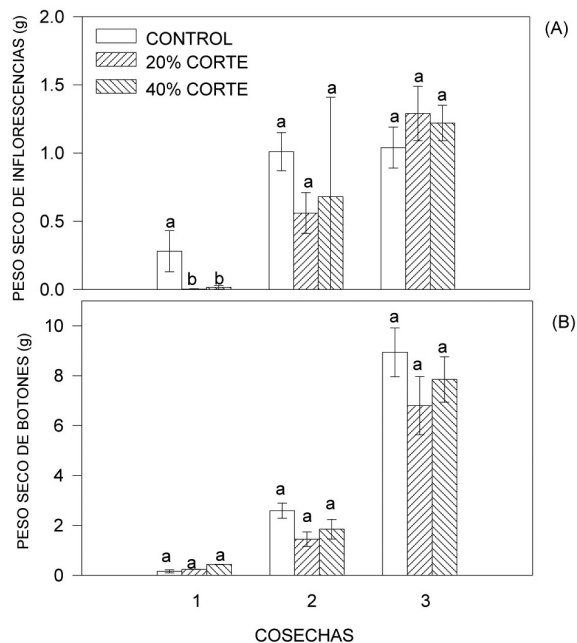 (A)
PESO SECO DE INFLORESCENCIAS (g)
2.0
1.5
1.0
0.5
0.0
CONTROL
20% CORTE
40% CORTE
a
b
b
a
a
a
a
a
a
(B)
PESO SECO DE BOTONES (g)
10
8
6
4
2
0
a
a
a
a
a
a
a
a
a
1
2
3
COSECHAS